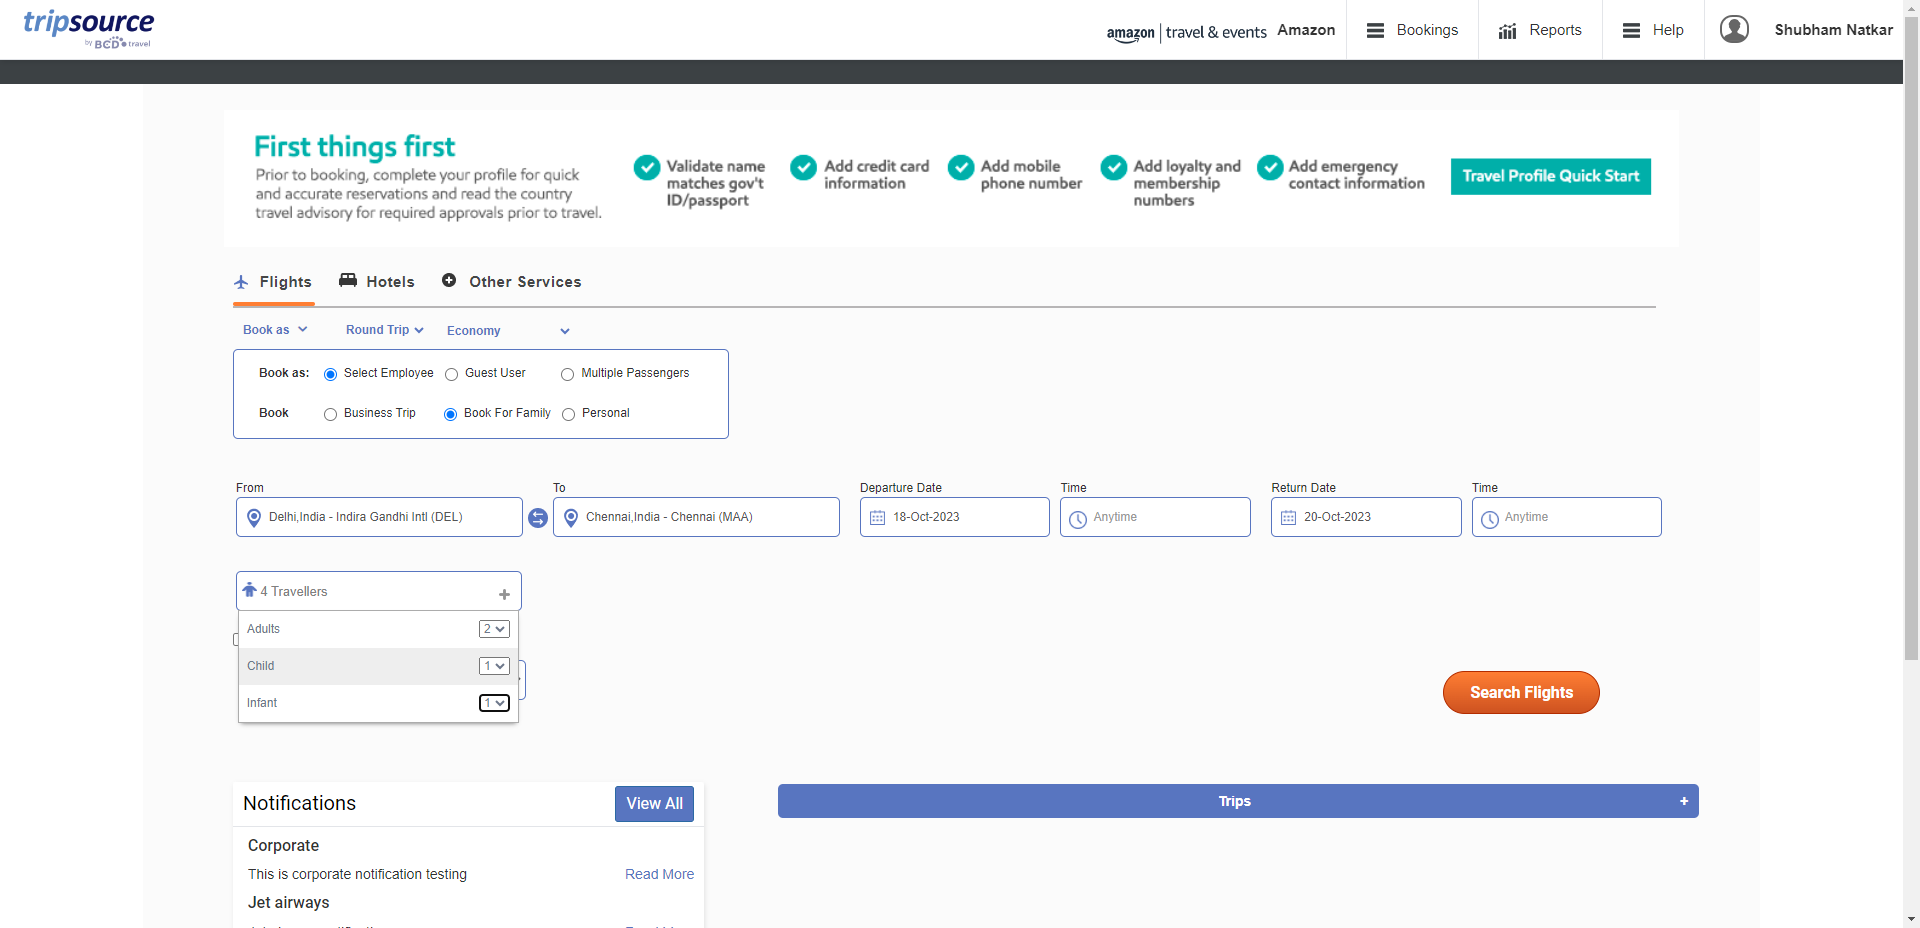 tripsource
by BCD travel
amazon | travel & events Amazon
Bookings
Reports
Help
Shubham Natkar
First things first
Prior to booking, complete your profile for quick
and accurate reservations and read the country
travel advisory for required approvals prior to travel.
Validate name
matches gov't
ID/passport
Add credit card
information
Add mobile
phone number
Add loyalty and
membership
numbers
Add emergency
contact information
Travel Profile Quick Start
Flights
Hotels
Other Services
Book as
Round Trip
Economy
Book as: Select Employee Guest User Multiple Passengers
Book Business Trip Book For Family Personal
From
To
Departure Date
Time
Return Date
Time
Delhi,India - Indira Gandhi Intl (DEL)
Chennai,India - Chennai (MAA)
18-Oct-2023
Anytime
20-Oct-2023
Anytime
4 Travellers +
Adults 2
Child 1
Infant 1
Search Flights
Notifications
View All
Trips +
Corporate
This is corporate notification testing Read More
Jet airways